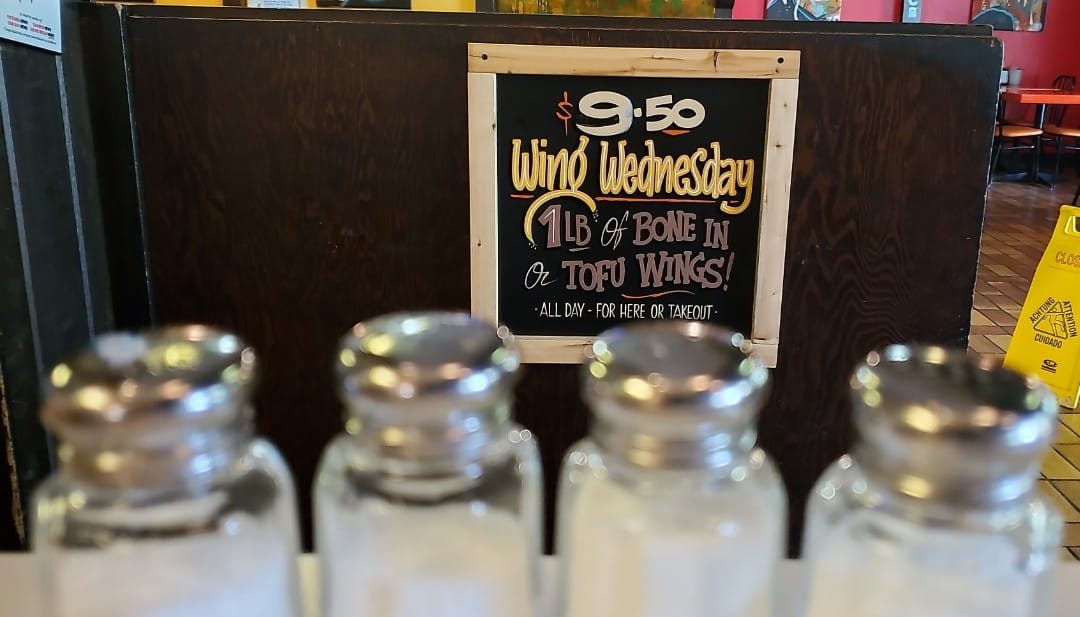 $9.50
Wing Wednesday
1LB of BONE IN
or TOFU WINGS!
·ALL DAY - FOR HERE OR TAKEOUT·
CLOS
ACHTUNG
ATTENTION
CUIDADO